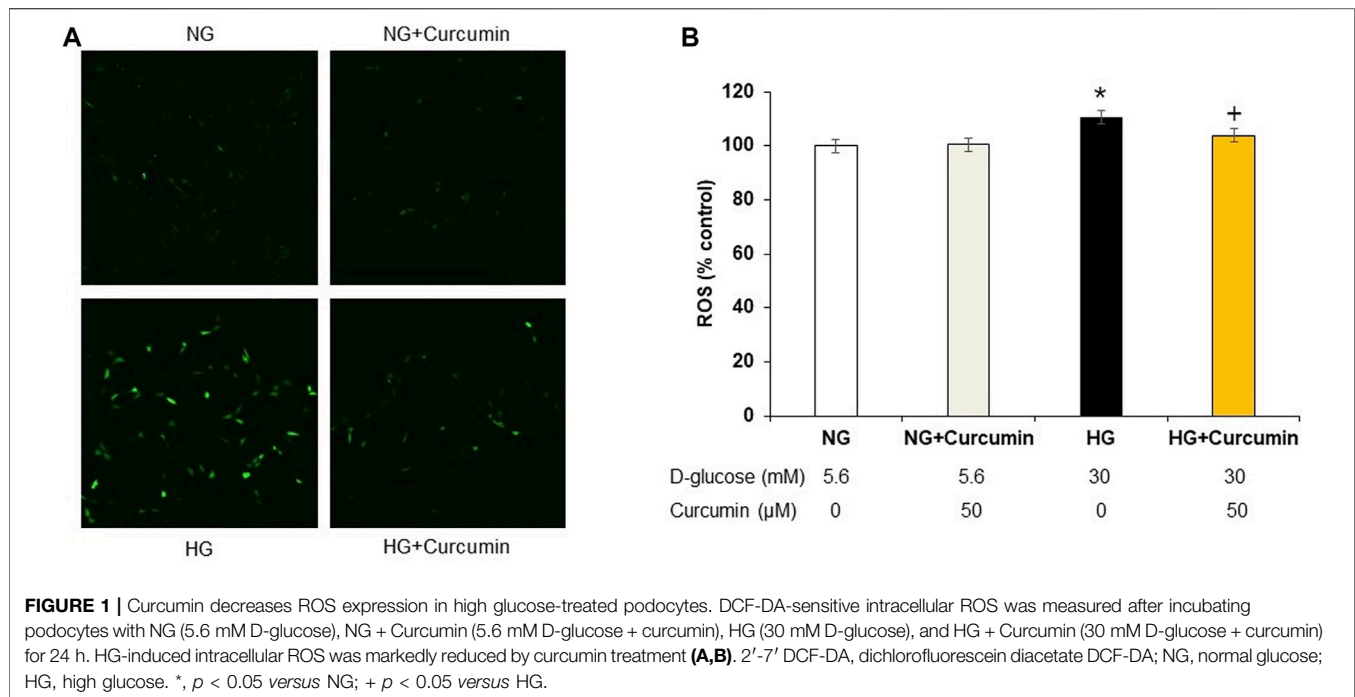 A
NG
NG+Curcumin
HG
HG+Curcumin
B
120
100
80
60
40
20
0
ROS (% control)
*
+
NG NG+Curcumin HG HG+Curcumin
D-glucose (mM) 5.6 5.6 30 30
Curcumin (µM) 0 50 0 50
FIGURE 1 | Curcumin decreases ROS expression in high glucose-treated podocytes. DCF-DA-sensitive intracellular ROS was measured after incubating
podocytes with NG (5.6 mM D-glucose), NG + Curcumin (5.6 mM D-glucose + curcumin), HG (30 mM D-glucose), and HG + Curcumin (30 mM D-glucose + curcumin)
for 24 h. HG-induced intracellular ROS was markedly reduced by curcumin treatment (A,B). 2′-7′ DCF-DA, dichlorofluorescein diacetate DCF-DA; NG, normal glucose;
HG, high glucose. *, p < 0.05 versus NG; + p < 0.05 versus HG.